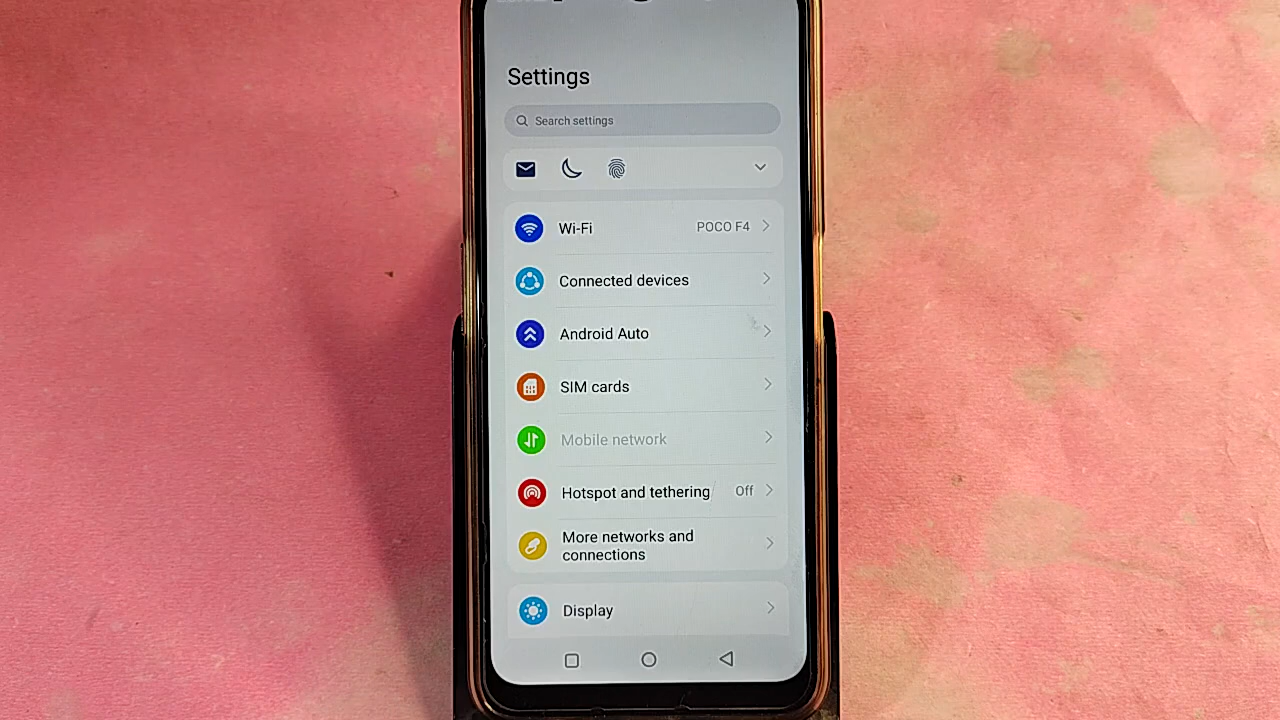 Settings
Search settings
Wi-Fi POCO F4
Connected devices
Android Auto
SIM cards
Mobile network
Hotspot and tethering Off
More networks and
connections
Display